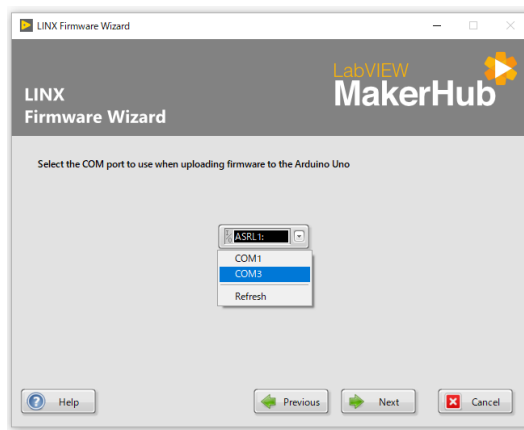 LINX Firmware Wizard
LabVIEW
MakerHub
LINX
Firmware Wizard
Select the COM port to use when uploading firmware to the Arduino Uno
ASRL1:
COM1
COM3
Refresh
Help
Previous
Next
Cancel